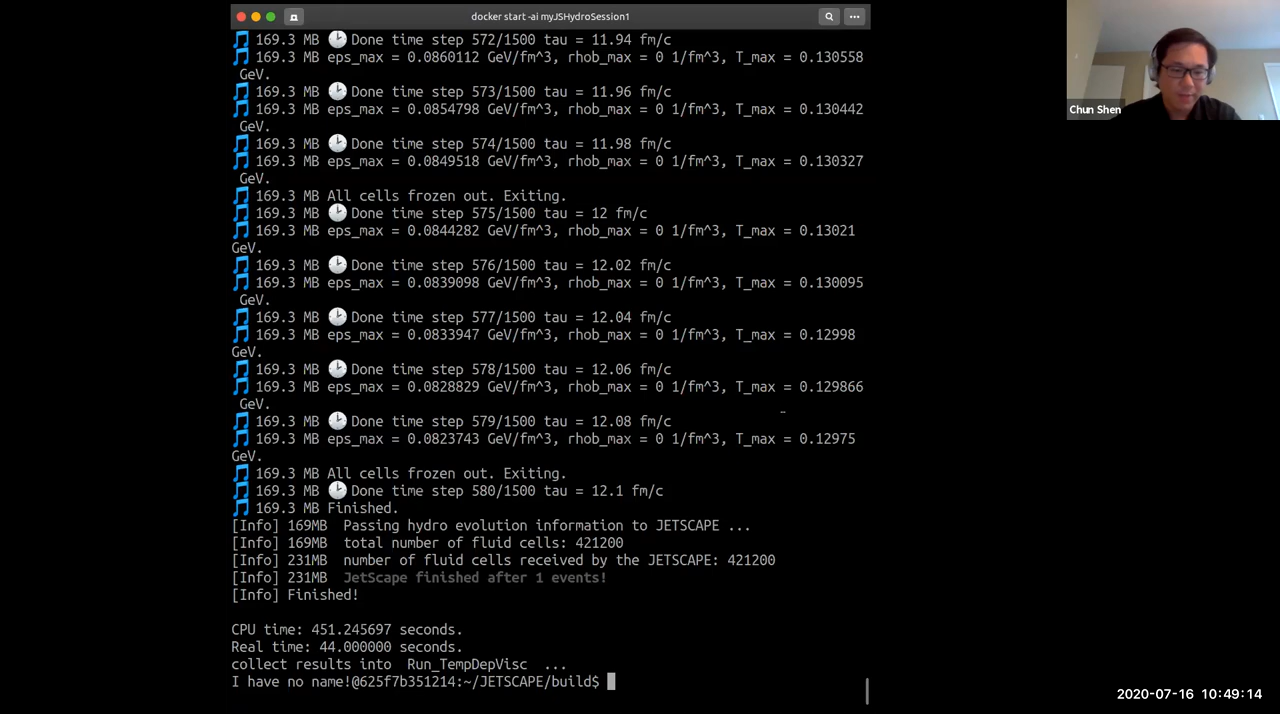 docker start -ai myJSHydroSession1
169.3 MB Done time step 572/1500 tau = 11.94 fm/c
169.3 MB eps_max = 0.0860112 GeV/fm^3, rhob_max = 0 1/fm^3, T_max = 0.130558
GeV.
169.3 MB Done time step 573/1500 tau = 11.96 fm/c
169.3 MB eps_max = 0.0854798 GeV/fm^3, rhob_max = 0 1/fm^3, T_max = 0.130442
GeV.
169.3 MB Done time step 574/1500 tau = 11.98 fm/c
169.3 MB eps_max = 0.0849518 GeV/fm^3, rhob_max = 0 1/fm^3, T_max = 0.130327
GeV.
169.3 MB All cells frozen out. Exiting.
169.3 MB Done time step 575/1500 tau = 12 fm/c
169.3 MB eps_max = 0.0844282 GeV/fm^3, rhob_max = 0 1/fm^3, T_max = 0.13021
GeV.
169.3 MB Done time step 576/1500 tau = 12.02 fm/c
169.3 MB eps_max = 0.0839098 GeV/fm^3, rhob_max = 0 1/fm^3, T_max = 0.130095
GeV.
169.3 MB Done time step 577/1500 tau = 12.04 fm/c
169.3 MB eps_max = 0.0833947 GeV/fm^3, rhob_max = 0 1/fm^3, T_max = 0.12998
GeV.
169.3 MB Done time step 578/1500 tau = 12.06 fm/c
169.3 MB eps_max = 0.0828829 GeV/fm^3, rhob_max = 0 1/fm^3, T_max = 0.129866
GeV.
169.3 MB Done time step 579/1500 tau = 12.08 fm/c
169.3 MB eps_max = 0.0823743 GeV/fm^3, rhob_max = 0 1/fm^3, T_max = 0.12975
GeV.
169.3 MB All cells frozen out. Exiting.
169.3 MB Done time step 580/1500 tau = 12.1 fm/c
169.3 MB Finished.
[Info] 169MB Passing hydro evolution information to JETSCAPE ...
[Info] 169MB total number of fluid cells: 421200
[Info] 231MB number of fluid cells received by the JETSCAPE: 421200
[Info] 231MB JetScape finished after 1 events!
[Info] Finished!
CPU time: 451.245697 seconds.
Real time: 44.000000 seconds.
collect results into Run_TempDepVisc ...
I have no name!@625f7b351214:~/JETSCAPE/build$
Chun Shen
2020-07-16 10:49:14